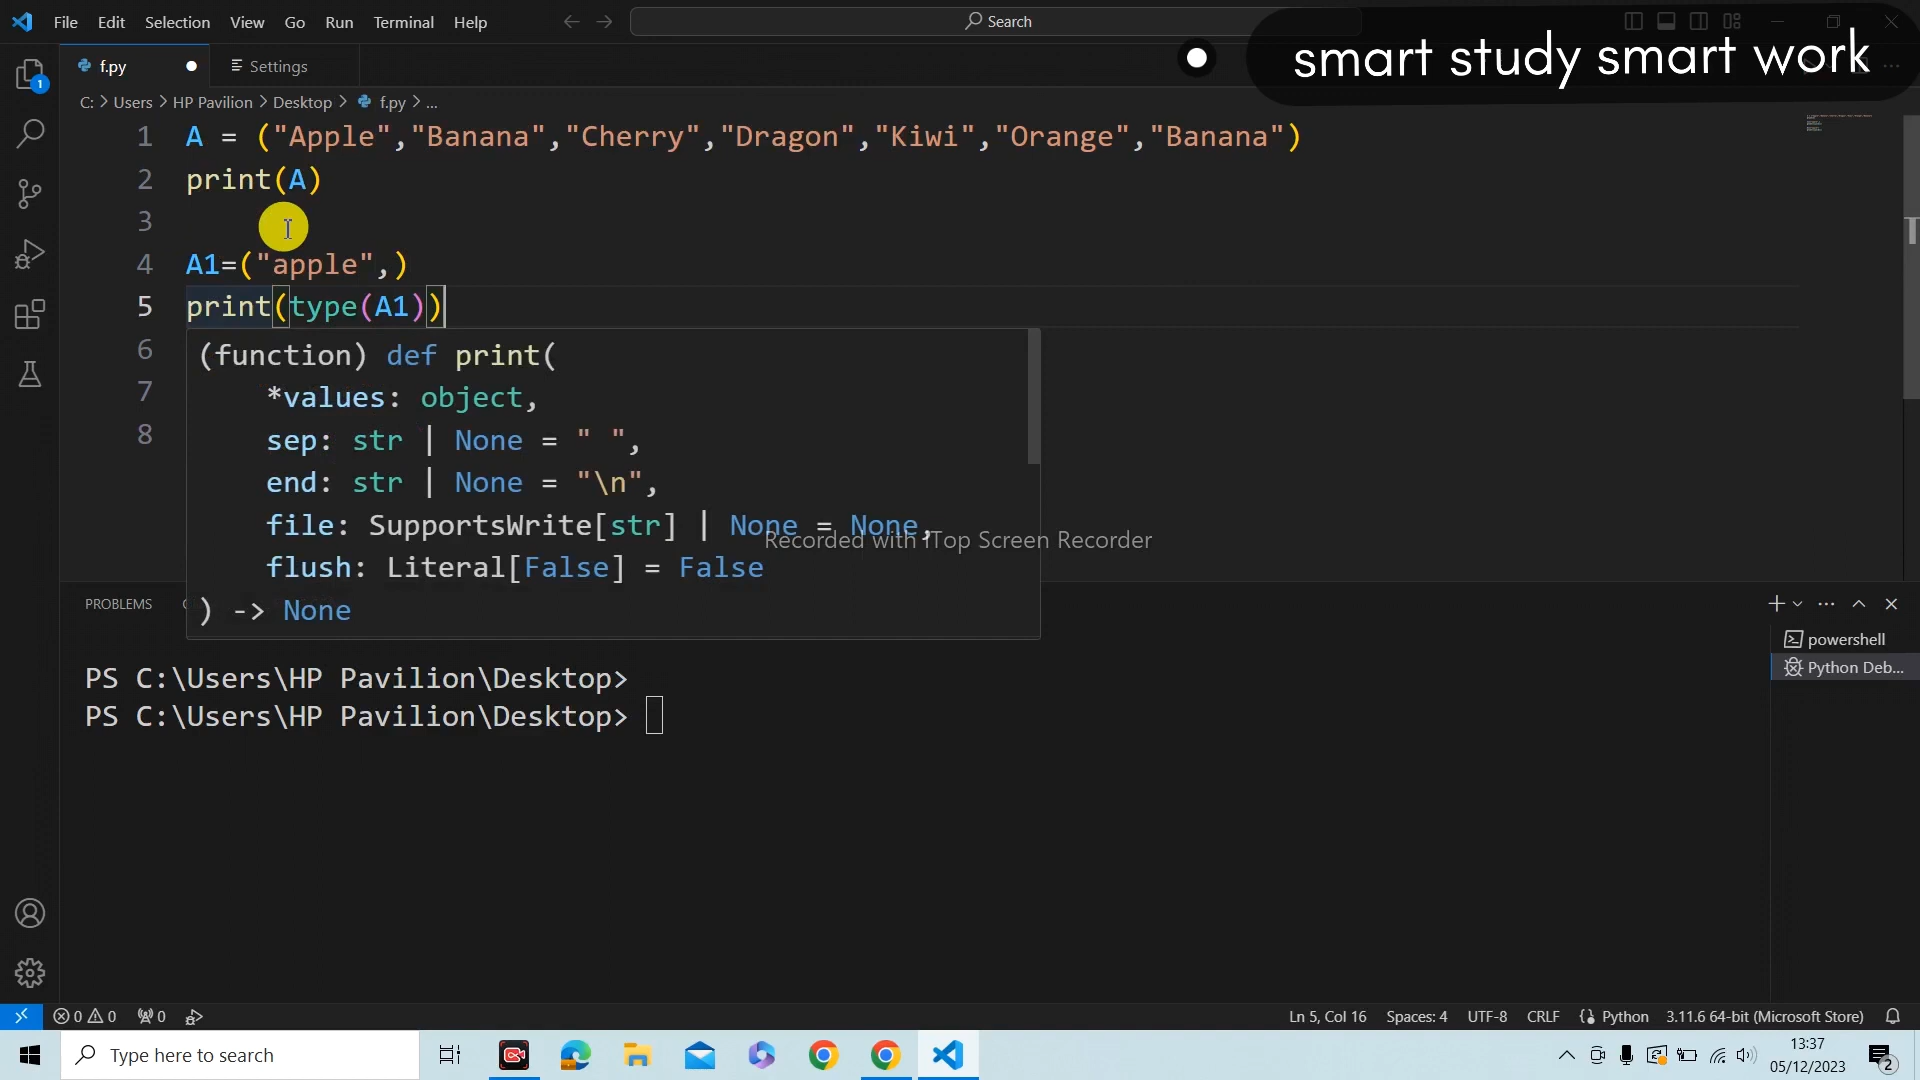 File Edit Selection View Go Run Terminal Help
Search
smart study smart work
f.py
Settings
1
C: > Users > HP Pavilion > Desktop > f.py > ...
1 A = ("Apple","Banana","Cherry","Dragon","Kiwi","Orange","Banana")
2 print(A)
3
4 A1=("apple",)
5 print(type(A1))
6
7
8
(function) def print(
*values: object,
sep: str | None = " ",
end: str | None = "\n",
file: SupportsWrite[str] | None = None,
flush: Literal[False] = False
) -> None
Recorded with iTop Screen Recorder
PROBLEMS
powershell
Python Deb...
PS C:\Users\HP Pavilion\Desktop>
PS C:\Users\HP Pavilion\Desktop>
0 0 0
Ln 5, Col 16 Spaces: 4 UTF-8 CRLF Python 3.11.6 64-bit (Microsoft Store)
Type here to search
13:37
05/12/2023
2